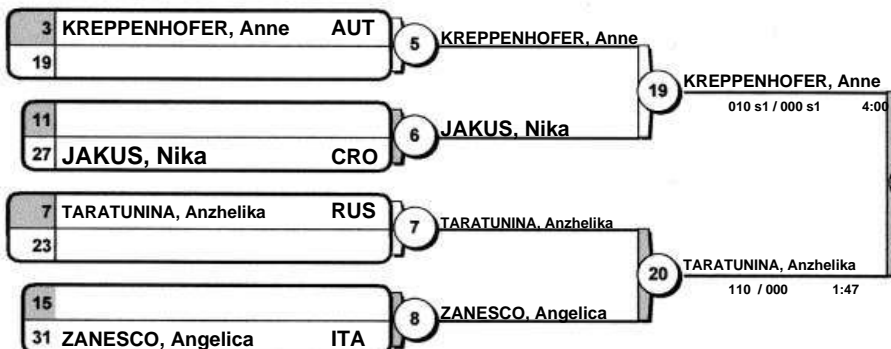 3 KREPPENHOFER, Anne AUT
19
5 KREPPENHOFER, Anne
11
27 JAKUS, Nika CRO
6 JAKUS, Nika
19 KREPPENHOFER, Anne
010 s1 / 000 s1 4:00
7 TARATUNINA, Anzhelika RUS
23
7 TARATUNINA, Anzhelika
15
31 ZANESCO, Angelica ITA
8 ZANESCO, Angelica
20 TARATUNINA, Anzhelika
110 / 000 1:47